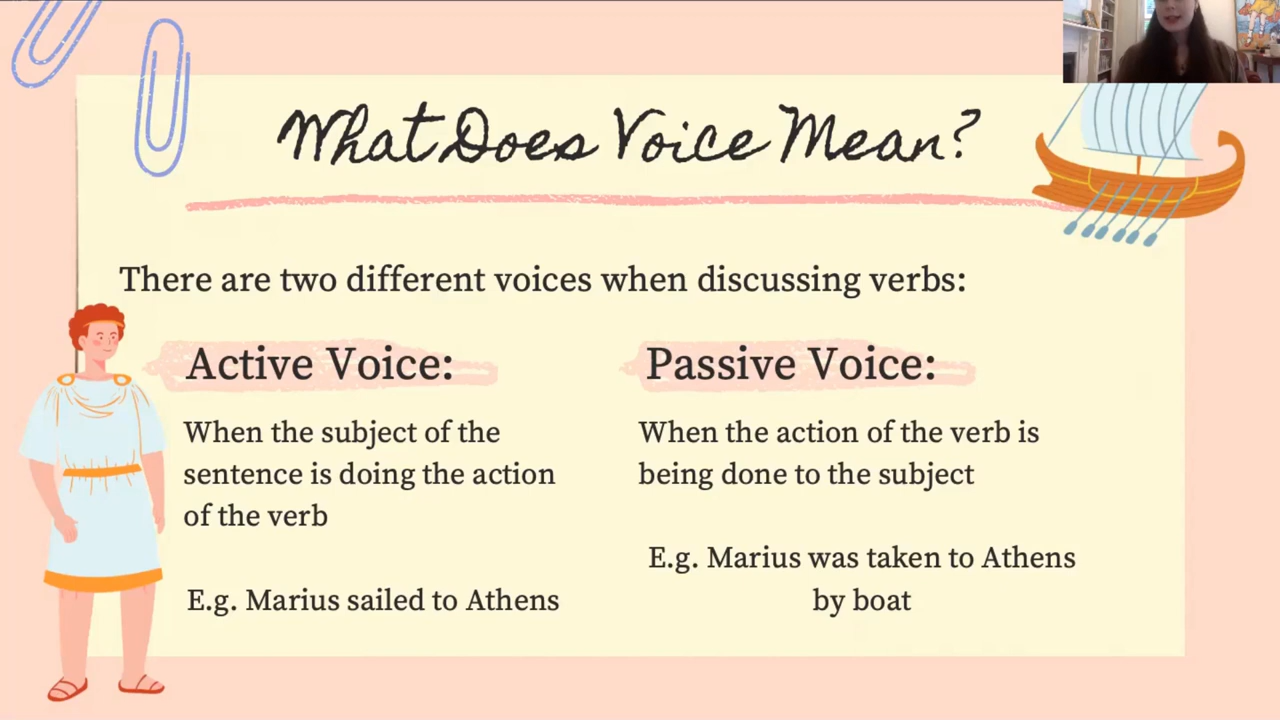 What Does Voice Mean?
There are two different voices when discussing verbs:
Active Voice:
When the subject of the
sentence is doing the action
of the verb
E.g. Marius sailed to Athens
Passive Voice:
When the action of the verb is
being done to the subject
E.g. Marius was taken to Athens
by boat